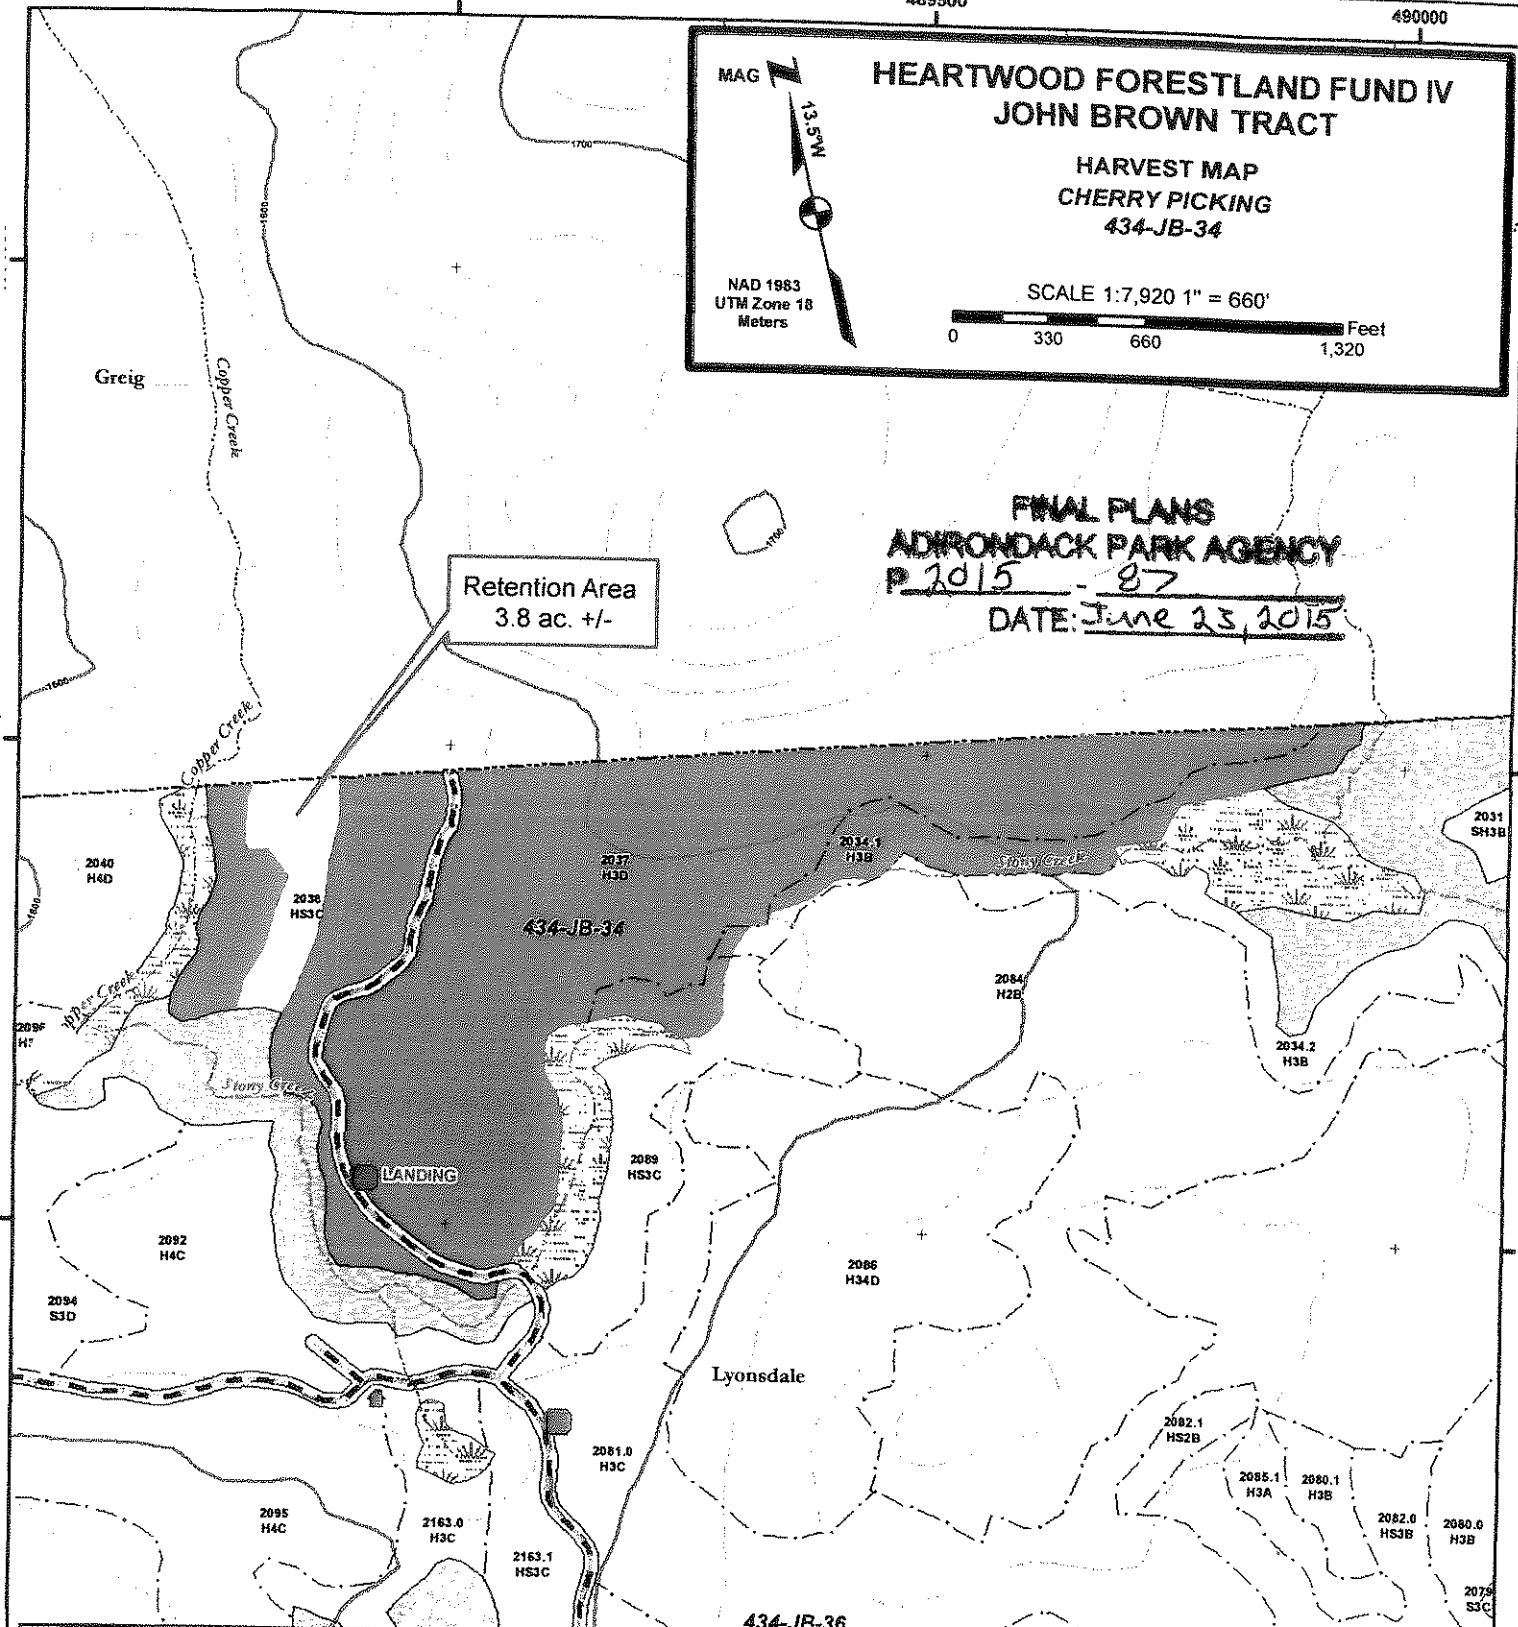 489500
490000
MAG
13.5°W
HEARTWOOD FORESTLAND FUND IV
JOHN BROWN TRACT
HARVEST MAP
CHERRY PICKING
434-JB-34
NAD 1983
UTM Zone 18
Meters
SCALE 1:7,920 1" = 660'
0 330 660 1,320 Feet
1700
1600
Greig
Copper Creek
1700
FINAL PLANS
ADIRONDACK PARK AGENCY
P 2015 - 87
DATE: June 23, 2015
Retention Area
3.8 ac. +/-
1600
Copper Creek
2040
H4D
1600
2038
HS3C
2037
H3D
2034.1
H3B
Stony Creek
2031
SH3B
434-JB-34
2084
H2B
pper Creek
2034.2
H3B
Stony Creek
LANDING
2089
HS3C
2092
H4C
2086
H34D
2094
S3D
Lyonsdale
2082.1
HS2B
2081.0
H3C
2085.1
H3A
2080.1
H3B
2095
H4C
2163.0
H3C
2082.0
HS3B
2080.0
H3B
2163.1
HS3C
2079
S3C
434-JB-36